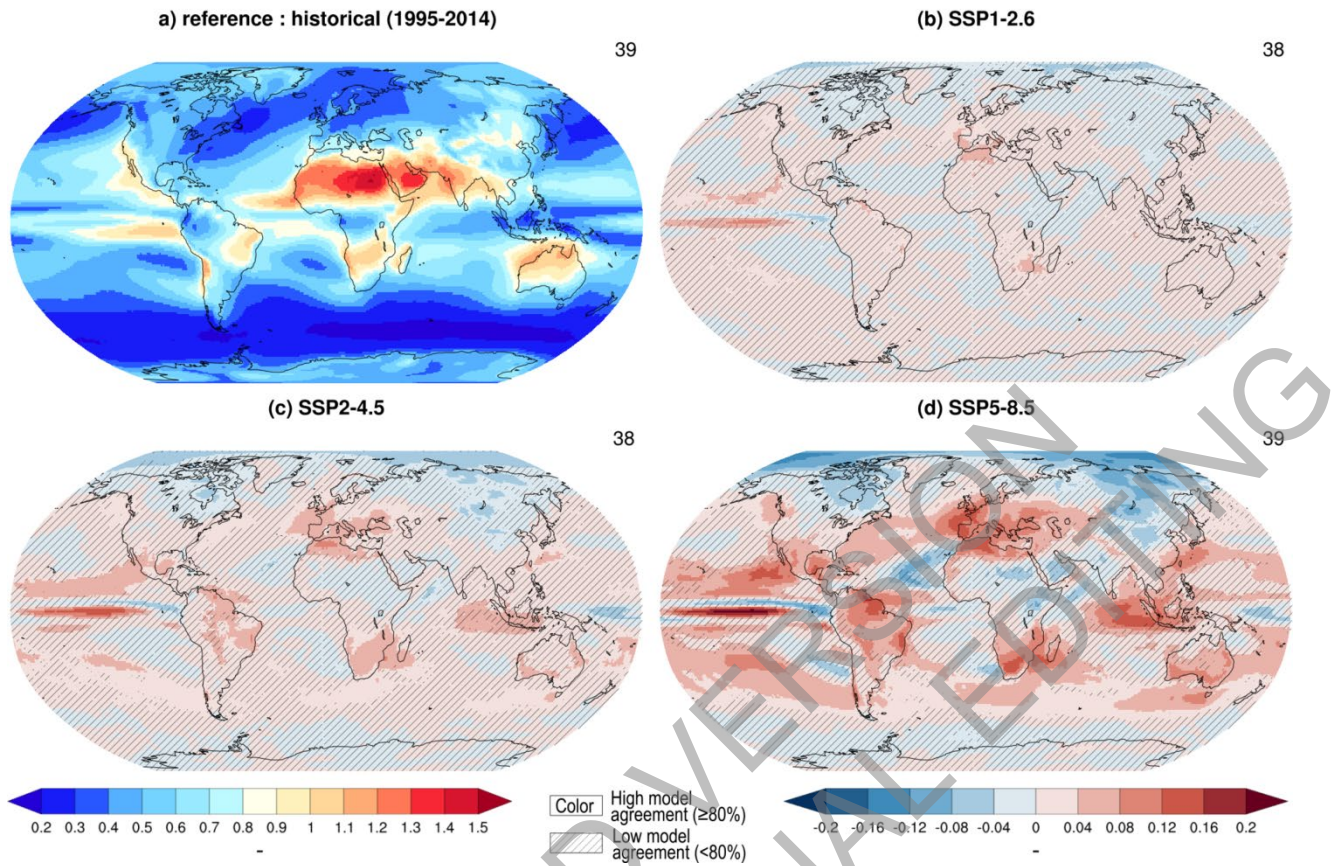 a) reference : historical (1995-2014)
39
(b) SSP1-2.6
38
(c) SSP2-4.5
38
(d) SSP5-8.5
39
0.2 0.3 0.4 0.5 0.6 0.7 0.8 0.9 1 1.1 1.2 1.3 1.4 1.5
-
Color
High model
agreement (≥80%)
Low model
agreement (<80%)
-0.2 -0.16 -0.12 -0.08 -0.04 0 0.04 0.08 0.12 0.16 0.2
-
D VERSION
AL EDITING